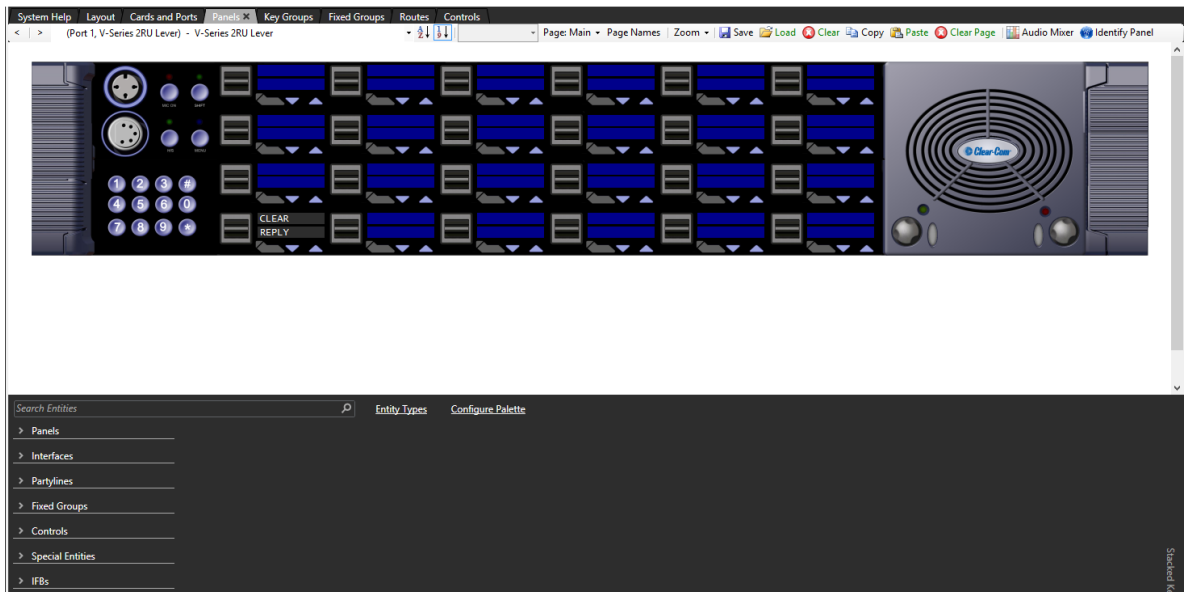 System Help Layout Cards and Ports Panels X Key Groups Fixed Groups Routes Controls
< > (Port 1, V-Series 2RU Lever) - V-Series 2RU Lever Page: Main Page Names Zoom Save Load Clear Copy Paste Clear Page Audio Mixer Identify Panel
SHIFT
MENU
1 2 3 #
4 5 6 0
7 8 9 *
CLEAR
REPLY
Clear-Com
Search Entities Entity Types Configure Palette
> Panels
> Interfaces
> Partylines
> Fixed Groups
> Controls
> Special Entities
> IFBs
Stacked